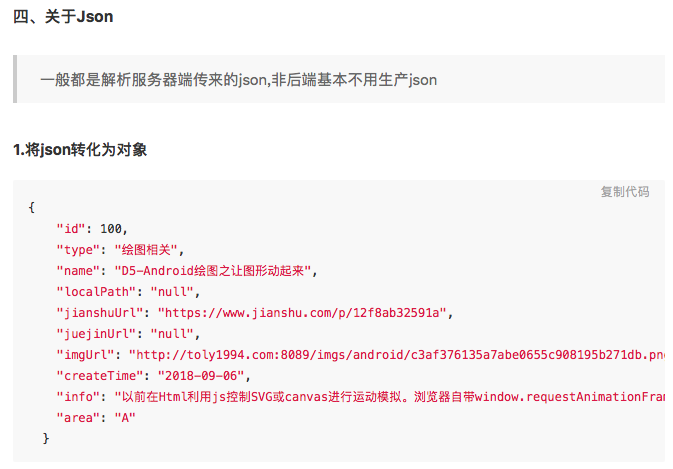 四、关于Json
一般都是解析服务器端传来的json,非后端基本不用生产json
1.将json转化为对象
复制代码
{
"id": 100,
"type": "绘图相关",
"name": "D5-Android绘图之让图形动起来",
"localPath": "null",
"jianshuUrl": "https://www.jianshu.com/p/12f8ab32591a",
"juejinUrl": "null",
"imgUrl": "http://toly1994.com:8089/imgs/android/c3af376135a7abe0655c908195b271db.pn
"createTime": "2018-09-06",
"info": "以前在Html利用js控制SVG或canvas进行运动模拟。浏览器自带window.requestAnimationFra
"area": "A"
}